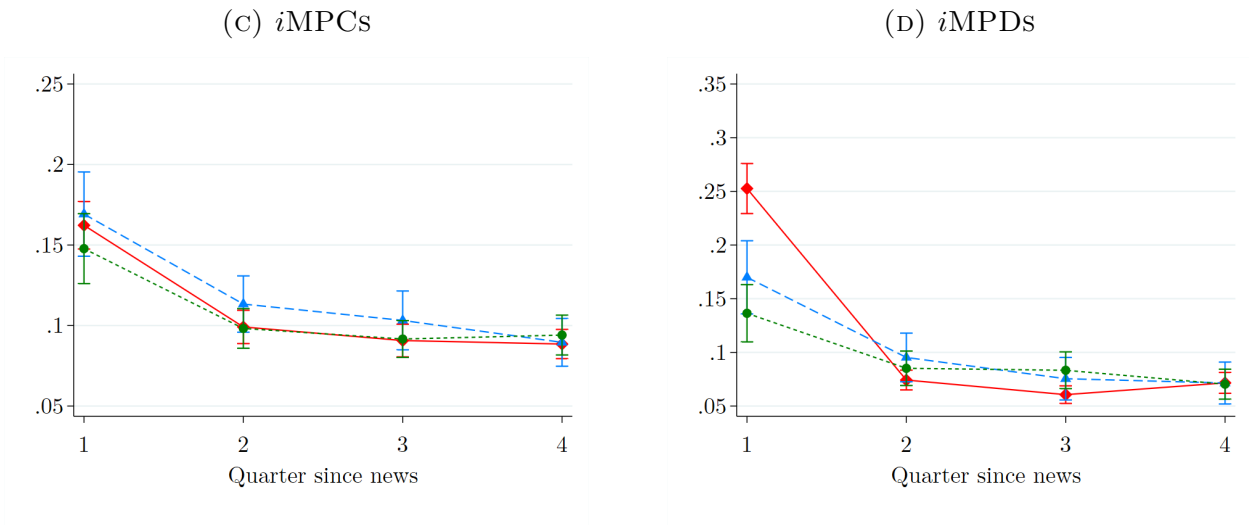 (C) iMPCs
.25
.2
.15
.1
.05
1 2 3 4
Quarter since news
(D) iMPDs
.35
.3
.25
.2
.15
.1
.05
1 2 3 4
Quarter since news